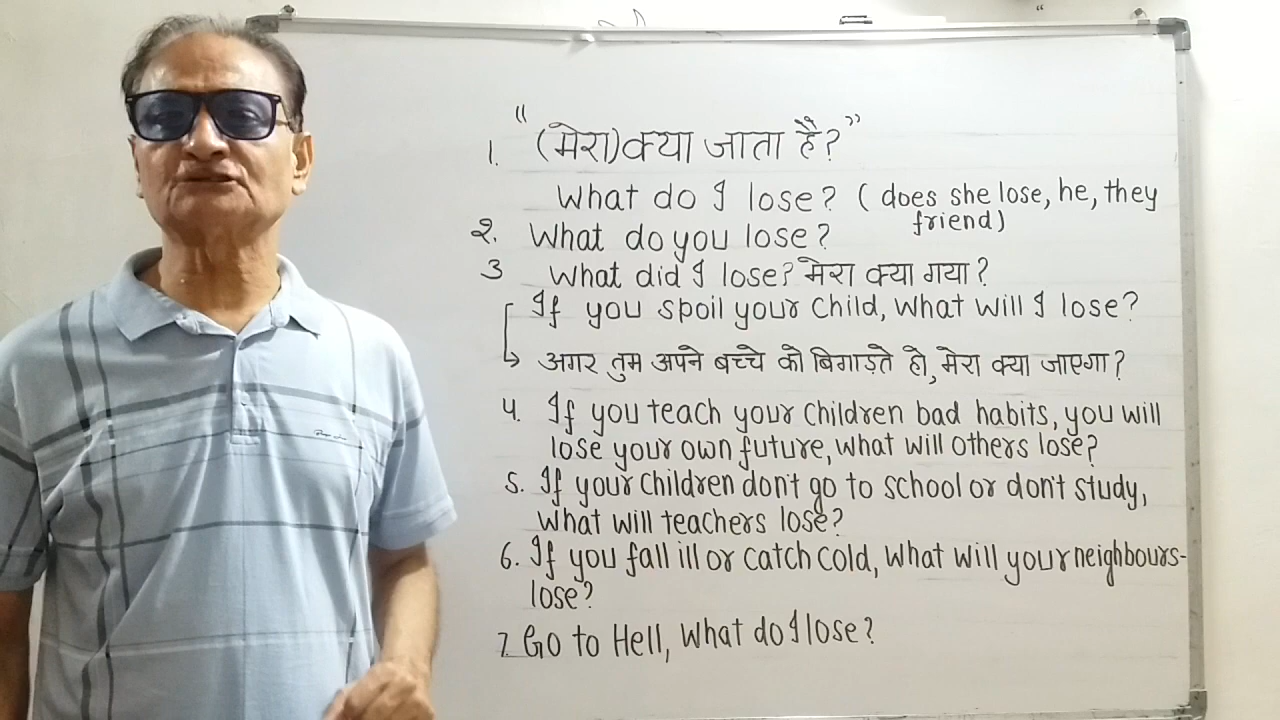 "(मेरा) क्या जाता है?"
1.
What do I lose? (does she lose, he, they
friend)
2. What do you lose?
3 What did I lose? मेरा क्या गया?
If you spoil your child, what will I lose?
अगर तुम अपने बच्चे को बिगाड़ते हो, मेरा क्या जाएगा?
4. If you teach your children bad habits, you will
lose your own future, what will others lose?
5. If your children don't go to school or don't study,
what will teachers lose?
6. If you fall ill or catch cold, what will your neighbours-
lose?
7. Go to Hell, what do I lose?